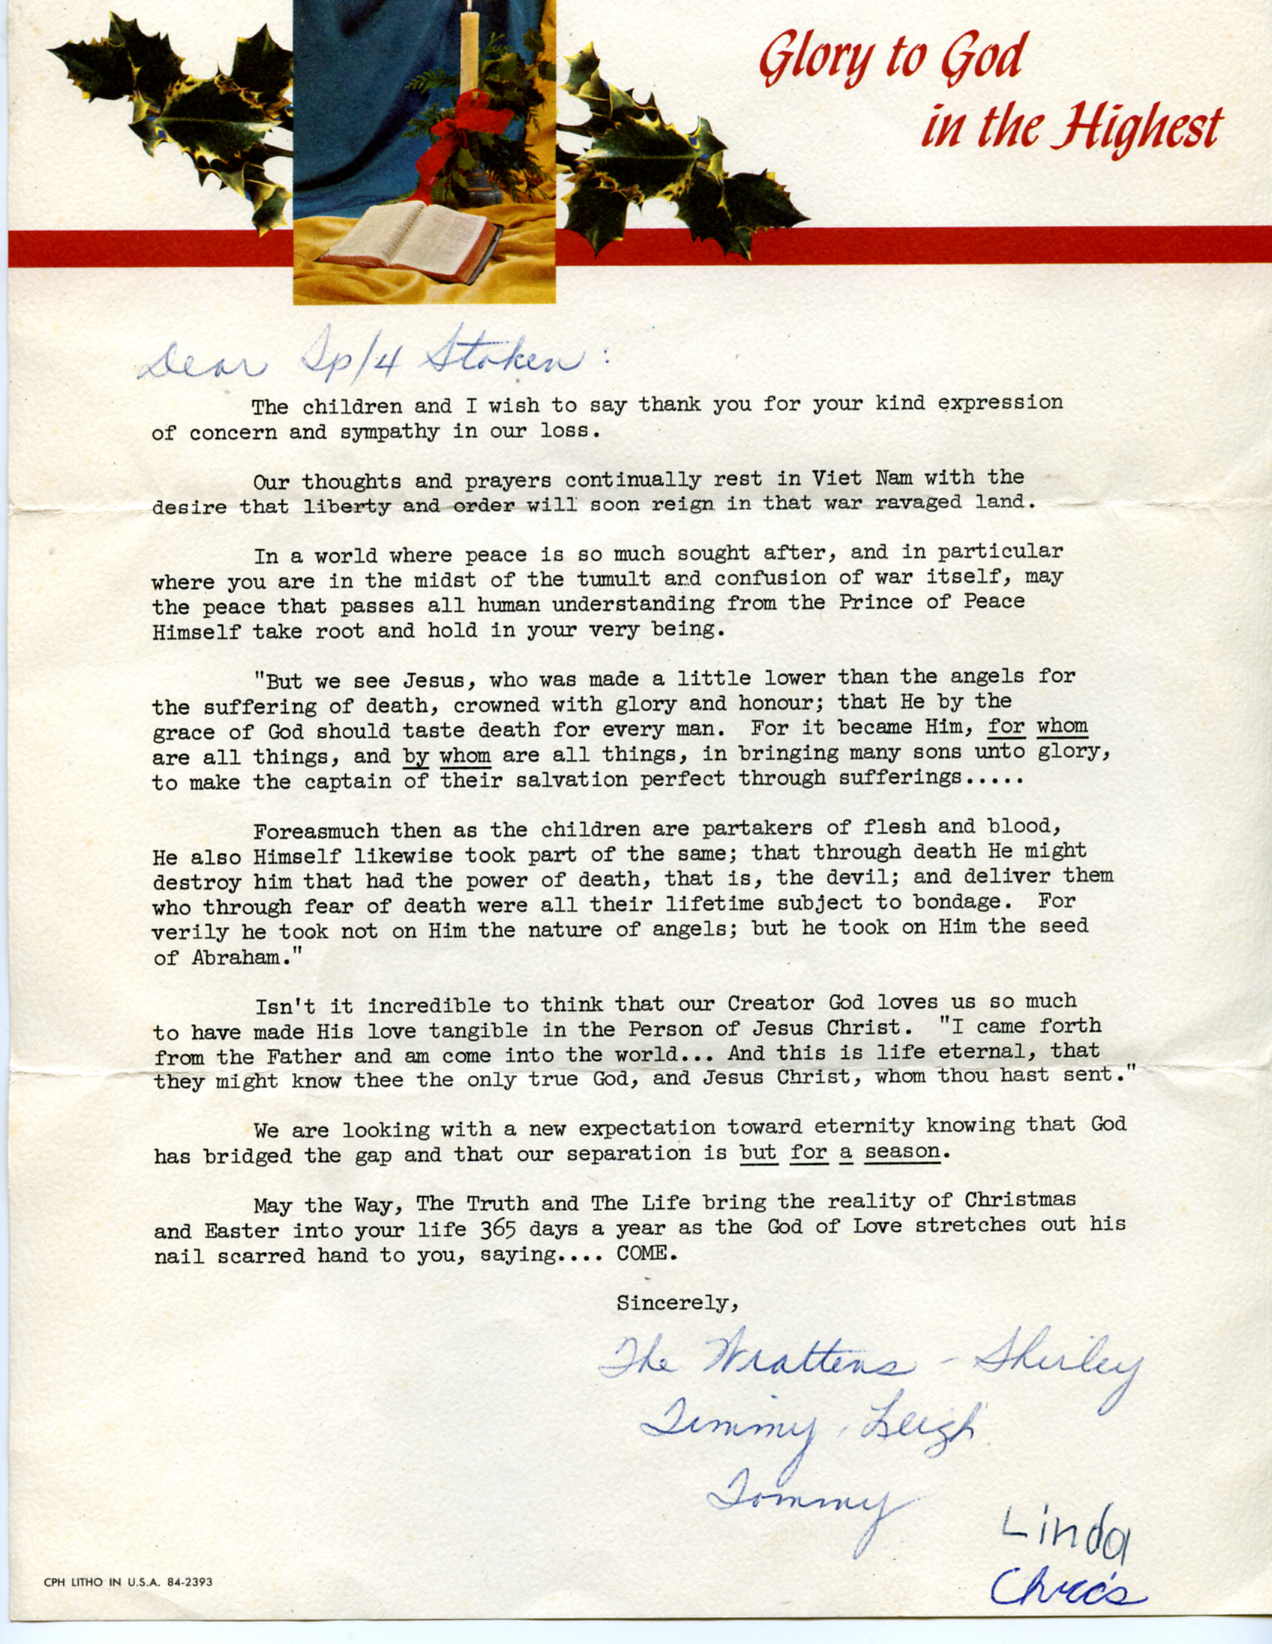 Glory to God
in the Highest
Dear Sp/4 Stoken:
The children and I wish to say thank you for your kind expression
of concern and sympathy in our loss.
Our thoughts and prayers continually rest in Viet Nam with the
desire that liberty and order will soon reign in that war ravaged land.
In a world where peace is so much sought after, and in particular
where you are in the midst of the tumult and confusion of war itself, may
the peace that passes all human understanding from the Prince of Peace
Himself take root and hold in your very being.
"But we see Jesus, who was made a little lower than the angels for
the suffering of death, crowned with glory and honour; that He by the
grace of God should taste death for every man. For it became Him, for whom
are all things, and by whom are all things, in bringing many sons unto glory,
to make the captain of their salvation perfect through sufferings.....
Foreasmuch then as the children are partakers of flesh and blood,
He also Himself likewise took part of the same; that through death He might
destroy him that had the power of death, that is, the devil; and deliver them
who through fear of death were all their lifetime subject to bondage. For
verily he took not on Him the nature of angels; but he took on Him the seed
of Abraham."
Isn't it incredible to think that our Creator God loves us so much
to have made His love tangible in the Person of Jesus Christ. "I came forth
from the Father and am come into the world... And this is life eternal, that
they might know thee the only true God, and Jesus Christ, whom thou hast sent."
We are looking with a new expectation toward eternity knowing that God
has bridged the gap and that our separation is but for a season.
May the Way, The Truth and The Life bring the reality of Christmas
and Easter into your life 365 days a year as the God of Love stretches out his
nail scarred hand to you, saying.... COME.
Sincerely,
The Wrattens - Shirley
Timmy, Leigh
Tommy
Linda
Chris
CPH LITHO IN U.S.A. 84-2393